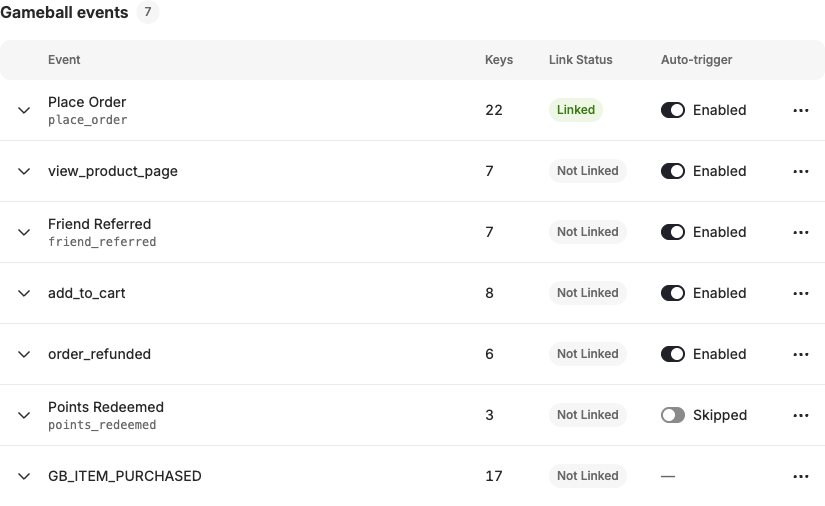 Gameball events 7
Event Keys Link Status Auto-trigger
Place Order 22 Linked Enabled ...
place_order
view_product_page 7 Not Linked Enabled ...
Friend Referred 7 Not Linked Enabled ...
friend_referred
add_to_cart 8 Not Linked Enabled ...
order_refunded 6 Not Linked Enabled ...
Points Redeemed 3 Not Linked Skipped ...
points_redeemed
GB_ITEM_PURCHASED 17 Not Linked — ...